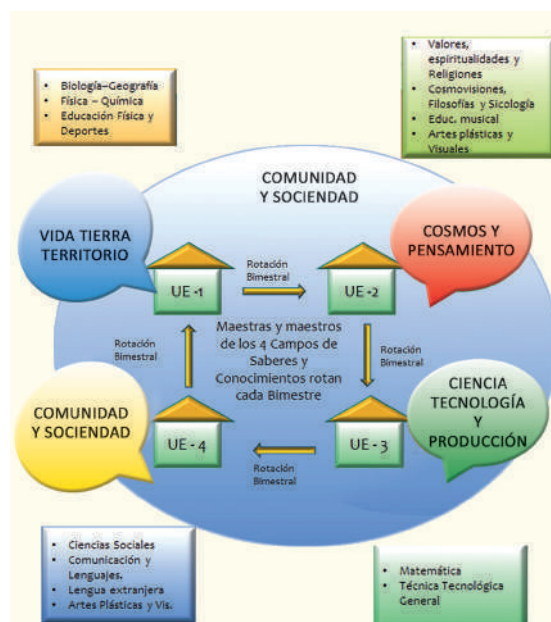 • Biología–Geografía
• Física – Química
• Educación Física y
Deportes
• Valores,
espiritualidades y
Religiones
• Cosmovisiones,
Filosofías y Sicología
• Educ. musical
• Artes plásticas y
Visuales
COMUNIDAD
Y SOCIENDAD
VIDA TIERRA
TERRITORIO
COSMOS Y
PENSAMIENTO
UE -1
Rotación
Bimestral
UE -2
Rotación
Bimestral
Maestras y maestros
de los 4 Campos de
Saberes y
Conocimientos rotan
cada Bimestre
Rotación
Bimestral
COMUNIDAD
Y SOCIENDAD
UE - 4
Rotación
Bimestral
UE - 3
CIENCIA
TECNOLOGÍA
Y
PRODUCCIÓN
• Ciencias Sociales
• Comunicación y
Lenguajes.
• Lengua extranjera
• Artes Plásticas y Vis.
• Matemática
• Técnica Tecnológica
General